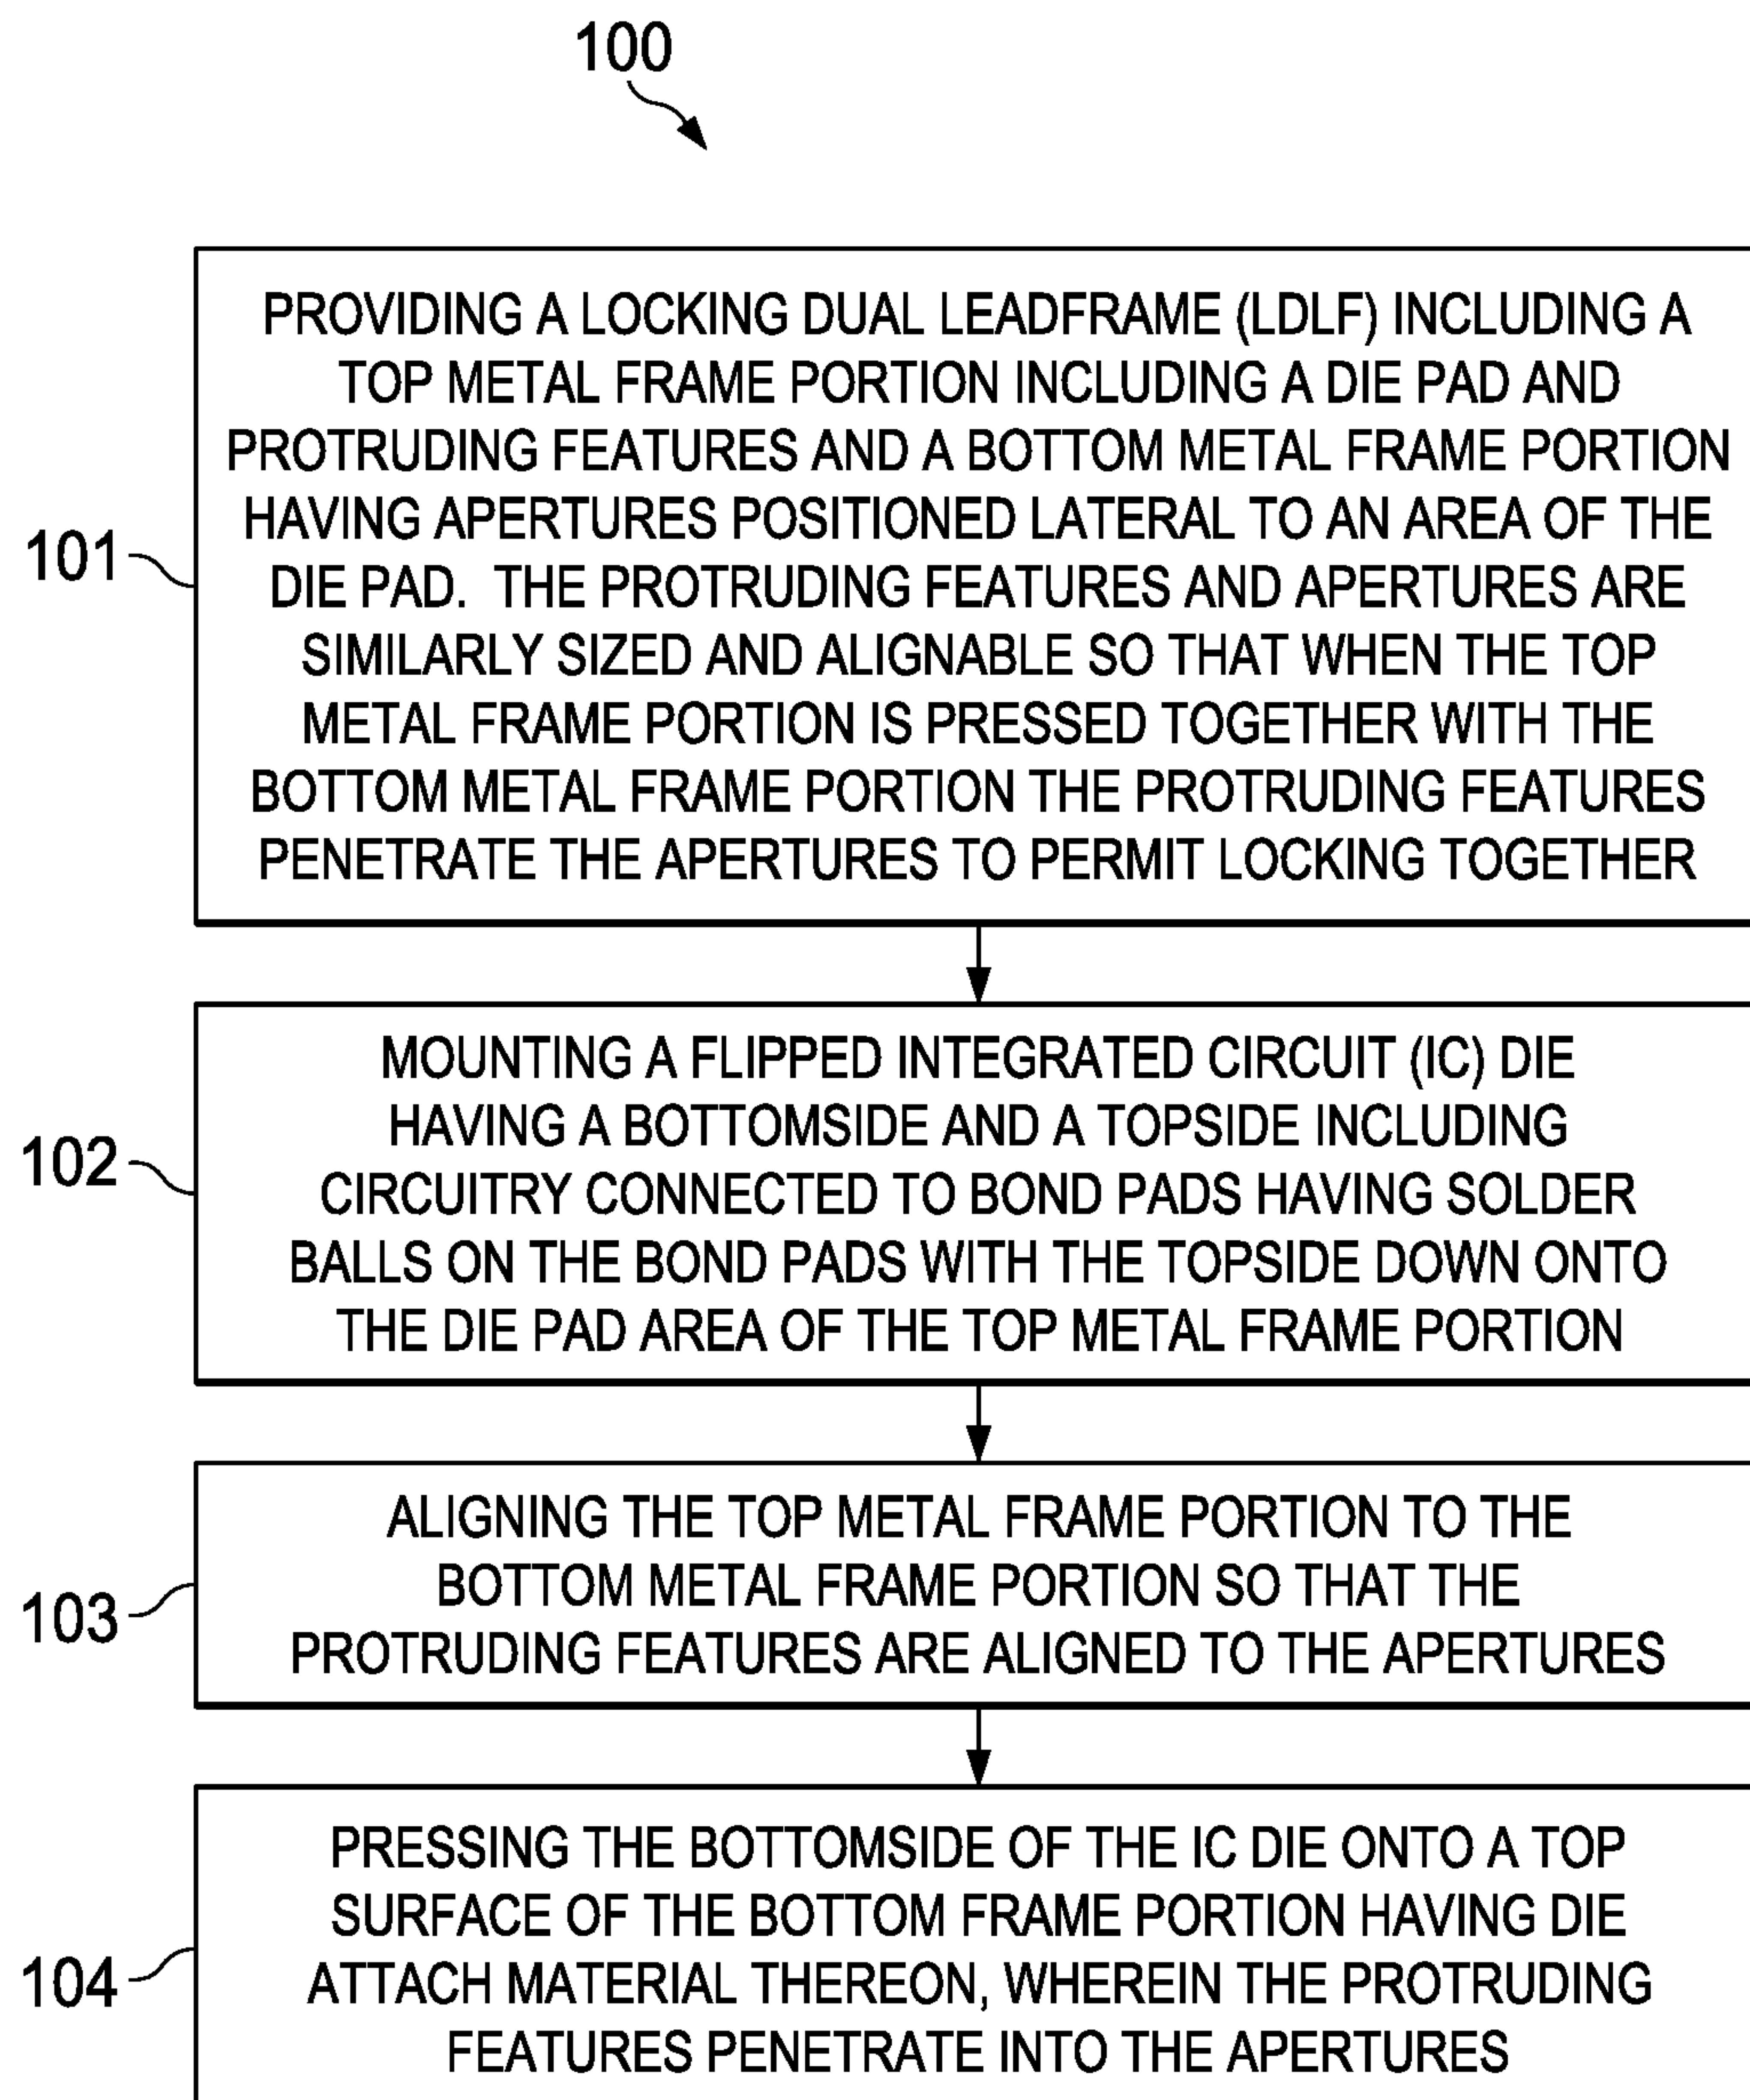 100
101
PROVIDING A LOCKING DUAL LEADFRAME (LDLF) INCLUDING A
TOP METAL FRAME PORTION INCLUDING A DIE PAD AND
PROTRUDING FEATURES AND A BOTTOM METAL FRAME PORTION
HAVING APERTURES POSITIONED LATERAL TO AN AREA OF THE
DIE PAD. THE PROTRUDING FEATURES AND APERTURES ARE
SIMILARLY SIZED AND ALIGNABLE SO THAT WHEN THE TOP
METAL FRAME PORTION IS PRESSED TOGETHER WITH THE
BOTTOM METAL FRAME PORTION THE PROTRUDING FEATURES
PENETRATE THE APERTURES TO PERMIT LOCKING TOGETHER
102
MOUNTING A FLIPPED INTEGRATED CIRCUIT (IC) DIE
HAVING A BOTTOMSIDE AND A TOPSIDE INCLUDING
CIRCUITRY CONNECTED TO BOND PADS HAVING SOLDER
BALLS ON THE BOND PADS WITH THE TOPSIDE DOWN ONTO
THE DIE PAD AREA OF THE TOP METAL FRAME PORTION
103
ALIGNING THE TOP METAL FRAME PORTION TO THE
BOTTOM METAL FRAME PORTION SO THAT THE
PROTRUDING FEATURES ARE ALIGNED TO THE APERTURES
104
PRESSING THE BOTTOMSIDE OF THE IC DIE ONTO A TOP
SURFACE OF THE BOTTOM FRAME PORTION HAVING DIE
ATTACH MATERIAL THEREON, WHEREIN THE PROTRUDING
FEATURES PENETRATE INTO THE APERTURES